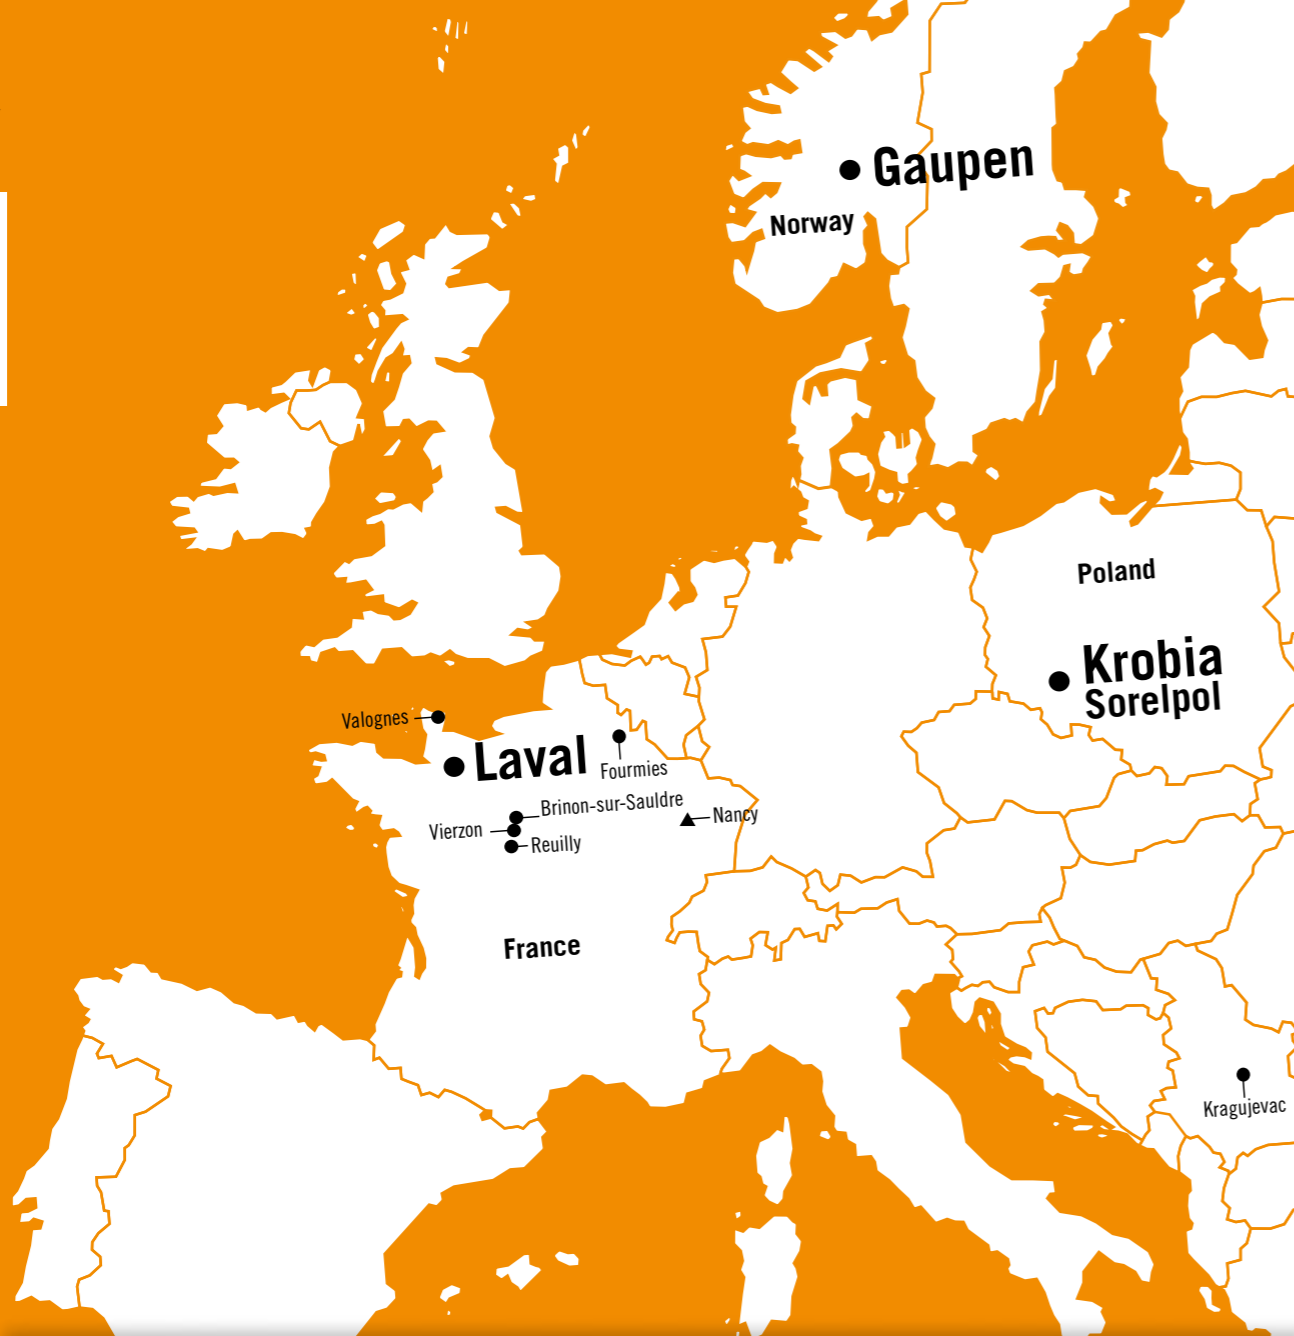 Gaupen
Norway
Poland
Krobia
Sorelpol
Valognes
Laval
Fourmies
Brinon-sur-Sauldre
Nancy
Vierzon
Reuilly
France
Kragujevac